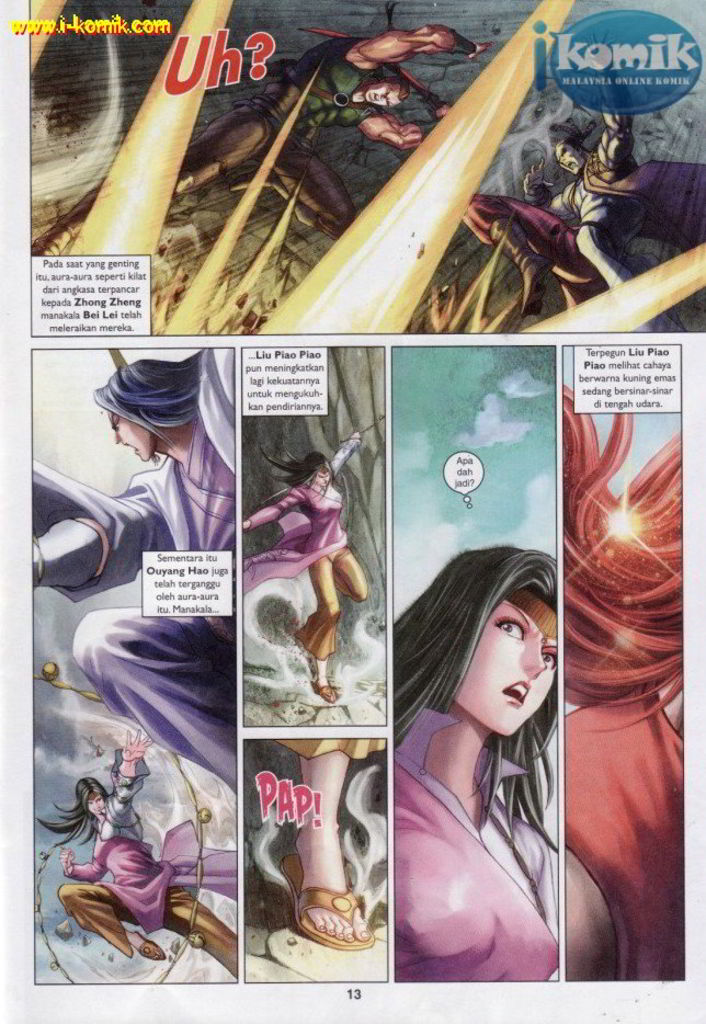 www.i-komik.com
Uh?
iKomik
MALAYSIA ONLINE KOMIK
Pada saat yang genting
itu, aura-aura seperti kilat
dari angkasa terpancar
kepada Zhong Zheng
manakala Bei Lei telah
meleraikan mereka.
Sementara itu
Ouyang Hao juga
telah terganggu
oleh aura-aura
itu. Manakala...
...Liu Piao Piao
pun meningkatkan
lagi kekuatannya
untuk mengukuh-
kan pendiriannya.
PAP!
Apa
dah
jadi?
Terpegun Liu Piao
Piao melihat cahaya
berwarna kuning emas
sedang bersinar-sinar
di tengah udara.
13